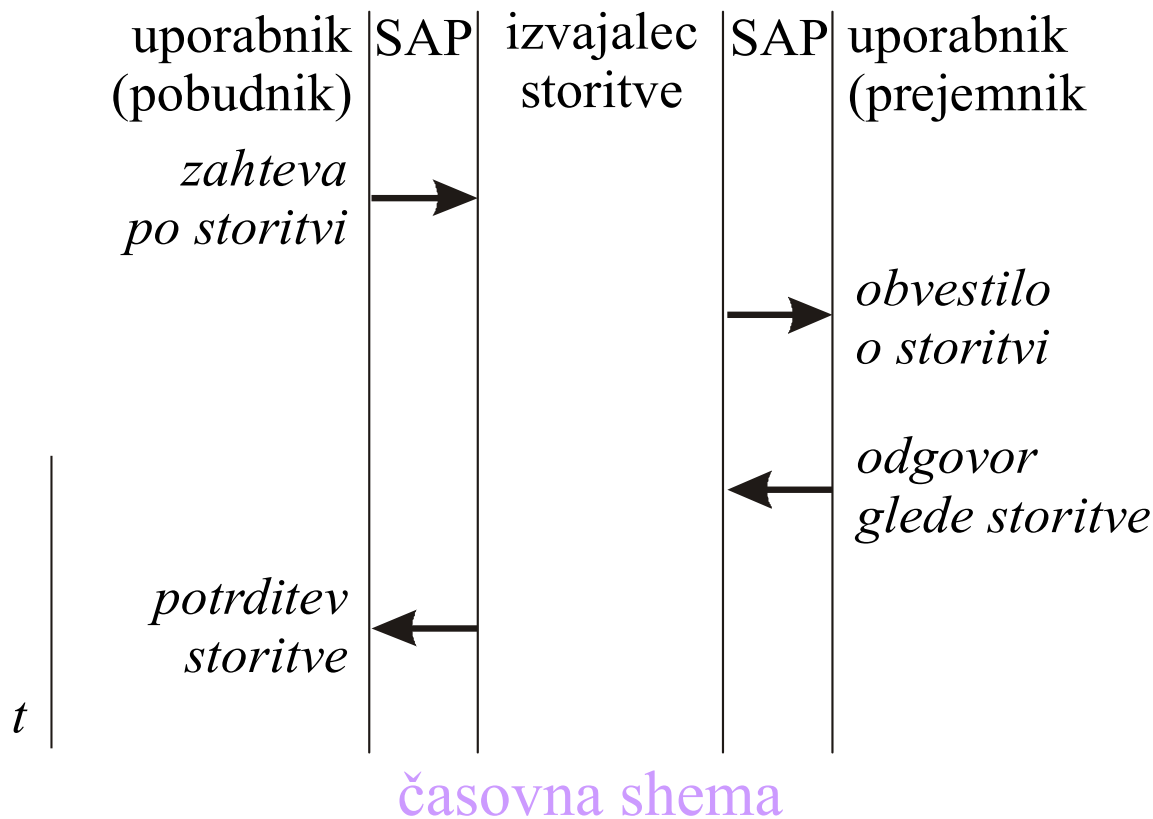 uporabnik
(pobudnik)
SAP
izvajalec
storitve
SAP
uporabnik
(prejemnik
zahteva
po storitvi
obvestilo
o storitvi
odgovor
glede storitve
potrditev
storitve
t
časovna shema